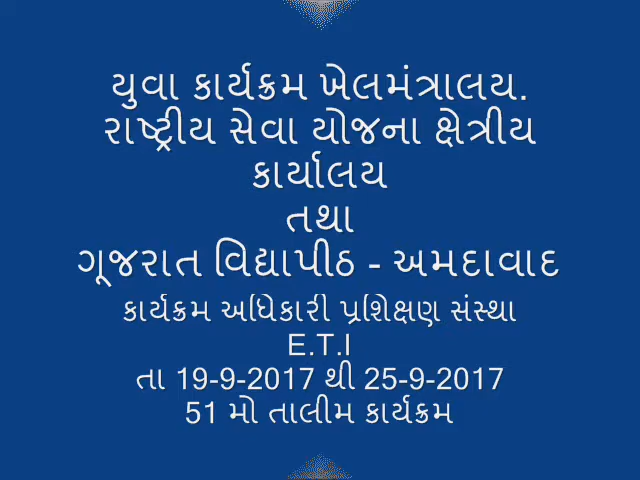 યુવા કાર્યક્રમ ખેલમંત્રાલય.
રાષ્ટ્રીય સેવા યોજના ક્ષેત્રીય
કાર્યાલય
તથા
ગૂજરાત વિદ્યાપીઠ - અમદાવાદ
કાર્યક્રમ અધિકારી પ્રશિક્ષણ સંસ્થા
E.T.I
તા 19-9-2017 થી 25-9-2017
51 મો તાલીમ કાર્યક્રમ